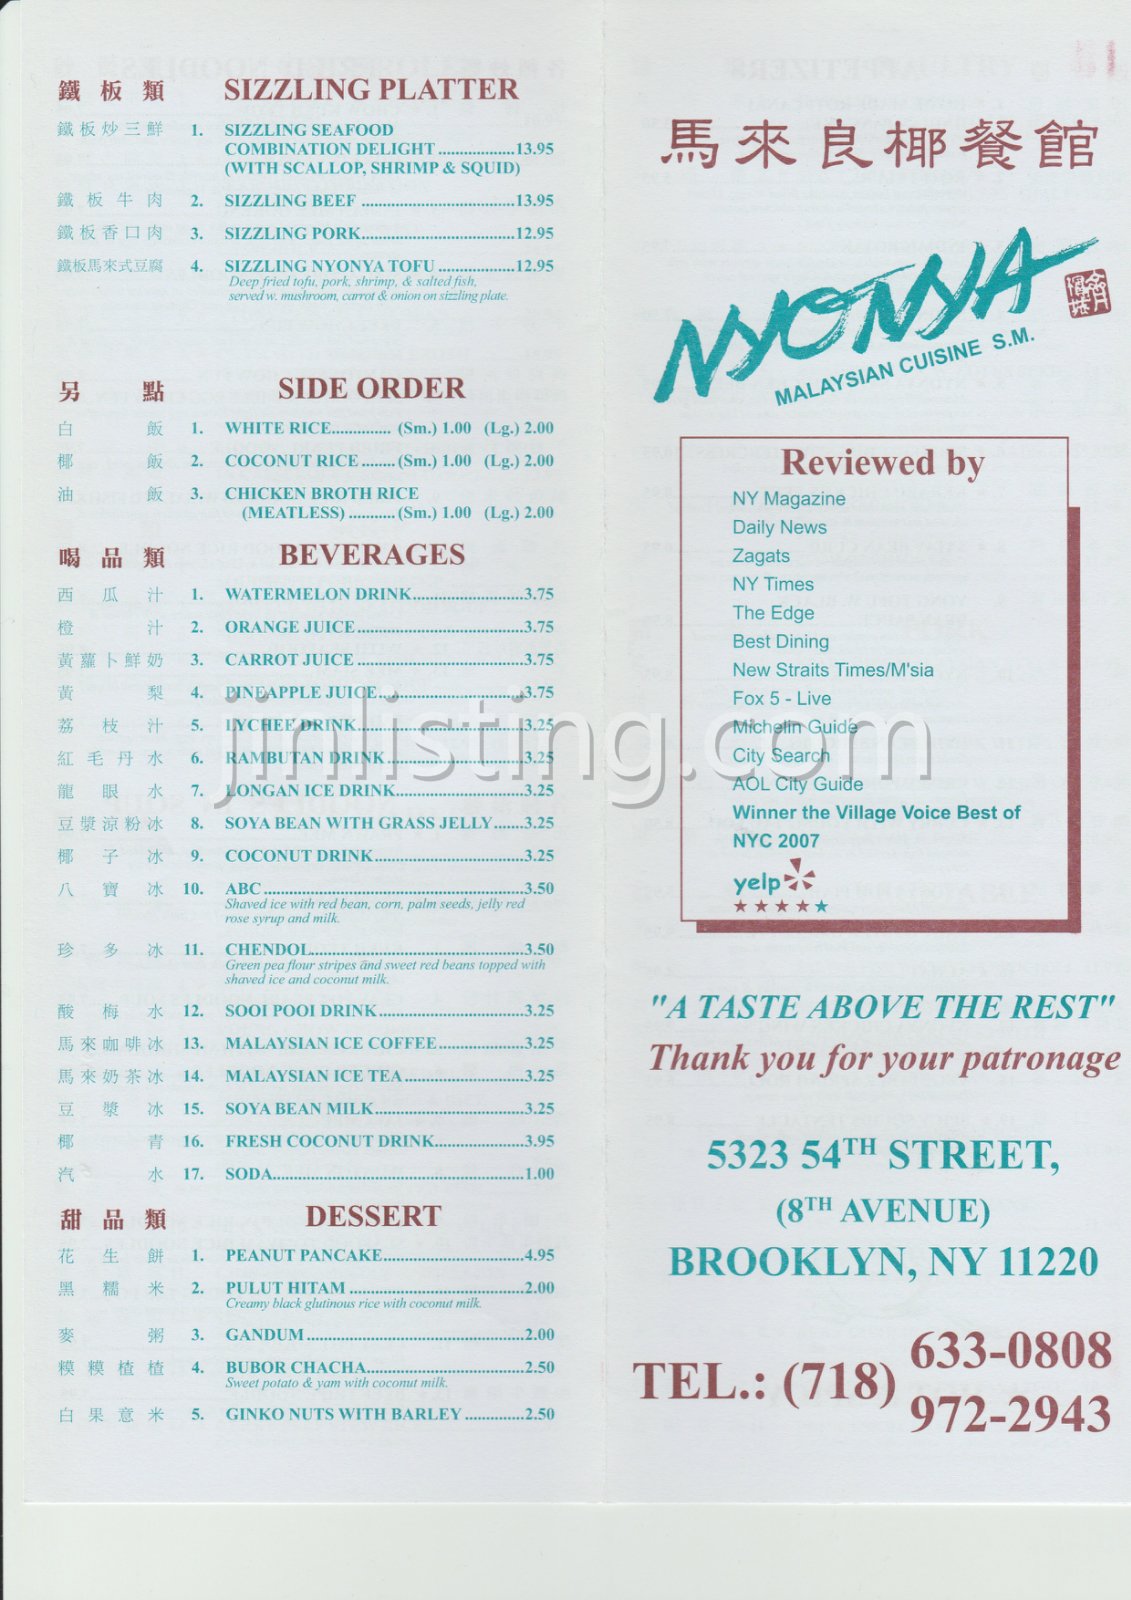 鐵板類 SIZZLING PLATTER
鐵板炒三鮮 1. SIZZLING SEAFOOD
COMBINATION DELIGHT...................13.95
(WITH SCALLOP, SHRIMP & SQUID)
鐵板牛肉 2. SIZZLING BEEF ......................................13.95
鐵板香口肉 3. SIZZLING PORK.......................................12.95
鐵板馬來式豆腐 4. SIZZLING NYONYA TOFU ...................12.95
Deep fried tofu, pork, shrimp, & salted fish,
served w. mushroom, carrot & onion on sizzling plate.
另點 SIDE ORDER
白飯 1. WHITE RICE............... (Sm.) 1.00 (Lg.) 2.00
椰飯 2. COCONUT RICE ........ (Sm.) 1.00 (Lg.) 2.00
油飯 3. CHICKEN BROTH RICE
(MEATLESS) ........... (Sm.) 1.00 (Lg.) 2.00
喝品類 BEVERAGES
西瓜汁 1. WATERMELON DRINK............................3.75
橙汁 2. ORANGE JUICE..........................................3.75
黃蘿蔔鮮奶 3. CARROT JUICE ..........................................3.75
黃梨 4. PINEAPPLE JUICE.....................................3.75
荔枝汁 5. LYCHEE DRINK..........................................3.25
紅毛丹水 6. RAMBUTAN DRINK...................................3.25
龍眼水 7. LONGAN ICE DRINK................................3.25
豆漿涼粉冰 8. SOYA BEAN WITH GRASS JELLY.......3.25
椰子冰 9. COCONUT DRINK.....................................3.25
八寶冰 10. ABC.................................................................3.50
Shaved ice with red bean, corn, palm seeds, jelly red
rose syrup and milk.
珍多冰 11. CHENDOL.....................................................3.50
Green pea flour stripes and sweet red beans topped with
shaved ice and coconut milk.
酸梅水 12. SOOI POOI DRINK....................................3.25
馬來咖啡冰 13. MALAYSIAN ICE COFFEE.....................3.25
馬來奶茶冰 14. MALAYSIAN ICE TEA..............................3.25
豆漿冰 15. SOYA BEAN MILK.....................................3.25
椰青 16. FRESH COCONUT DRINK......................3.95
汽水 17. SODA...............................................................1.00
甜品類 DESSERT
花生餅 1. PEANUT PANCAKE...................................4.95
黑糯米 2. PULUT HITAM............................................2.00
Creamy black glutinous rice with coconut milk.
麥粥 3. GANDUM......................................................2.00
糢糢楂楂 4. BUBOR CHACHA.......................................2.50
Sweet potato & yam with coconut milk.
白果意米 5. GINKO NUTS WITH BARLEY...............2.50
馬來良椰餐館
NYONYA
MALAYSIAN CUISINE S.M.
Reviewed by
NY Magazine
Daily News
Zagats
NY Times
The Edge
Best Dining
New Straits Times/M'sia
Fox 5 - Live
Michelin Guide
City Search
AOL City Guide
Winner the Village Voice Best of
NYC 2007
yelp
"A TASTE ABOVE THE REST"
Thank you for your patronage
5323 54TH STREET,
(8TH AVENUE)
BROOKLYN, NY 11220
TEL.: (718) 633-0808
972-2943
jinlisting.com